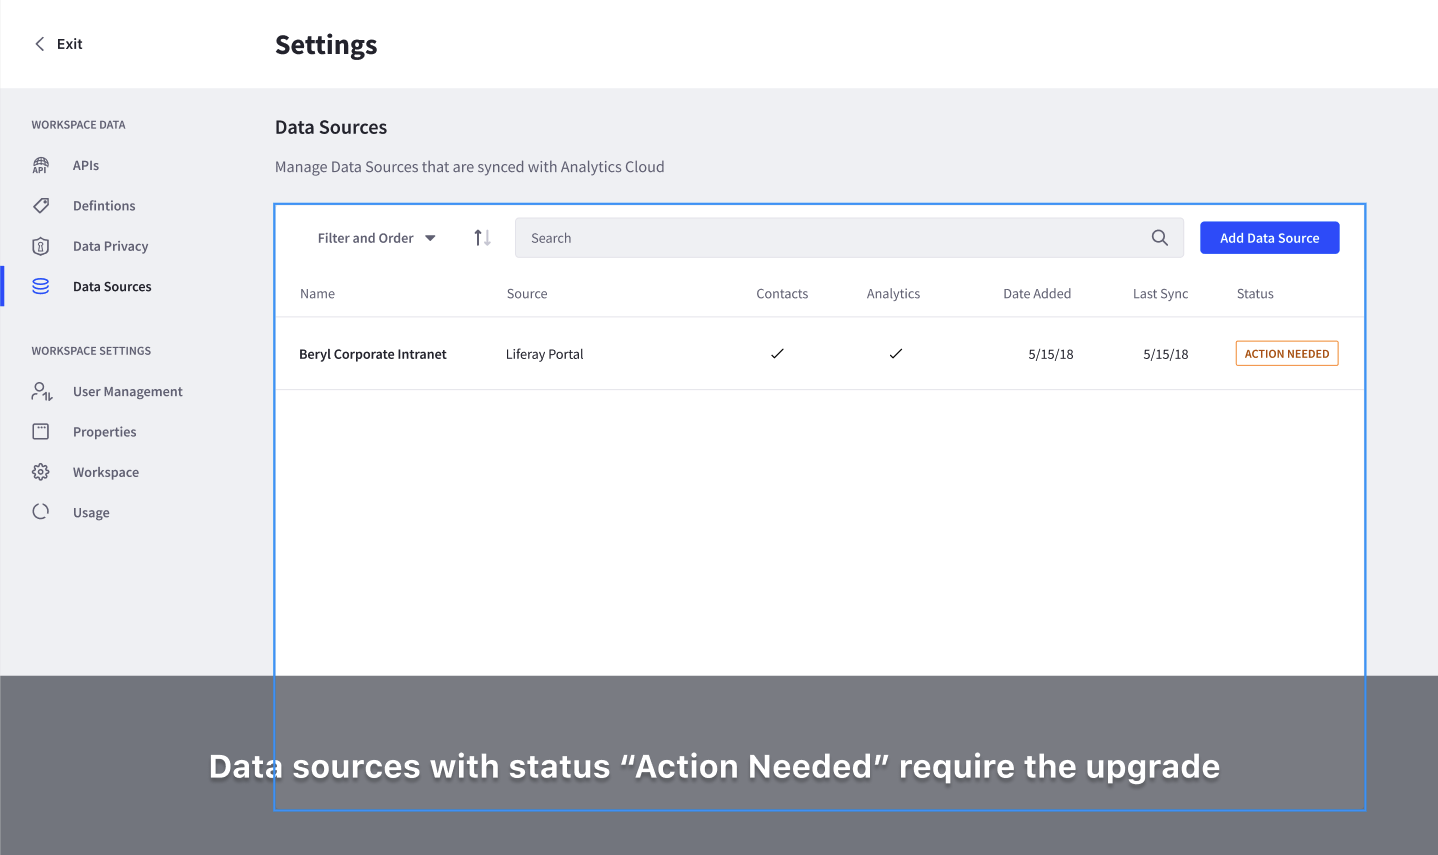 Exit
Settings
WORKSPACE DATA
API APIs
Defintions
Data Privacy
Data Sources
WORKSPACE SETTINGS
User Management
Properties
Workspace
Usage
Data Sources
Manage Data Sources that are synced with Analytics Cloud
Filter and Order Search Add Data Source
Name Source Contacts Analytics Date Added Last Sync Status
Beryl Corporate Intranet Liferay Portal 5/15/18 5/15/18 ACTION NEEDED
Data sources with status “Action Needed” require the upgrade